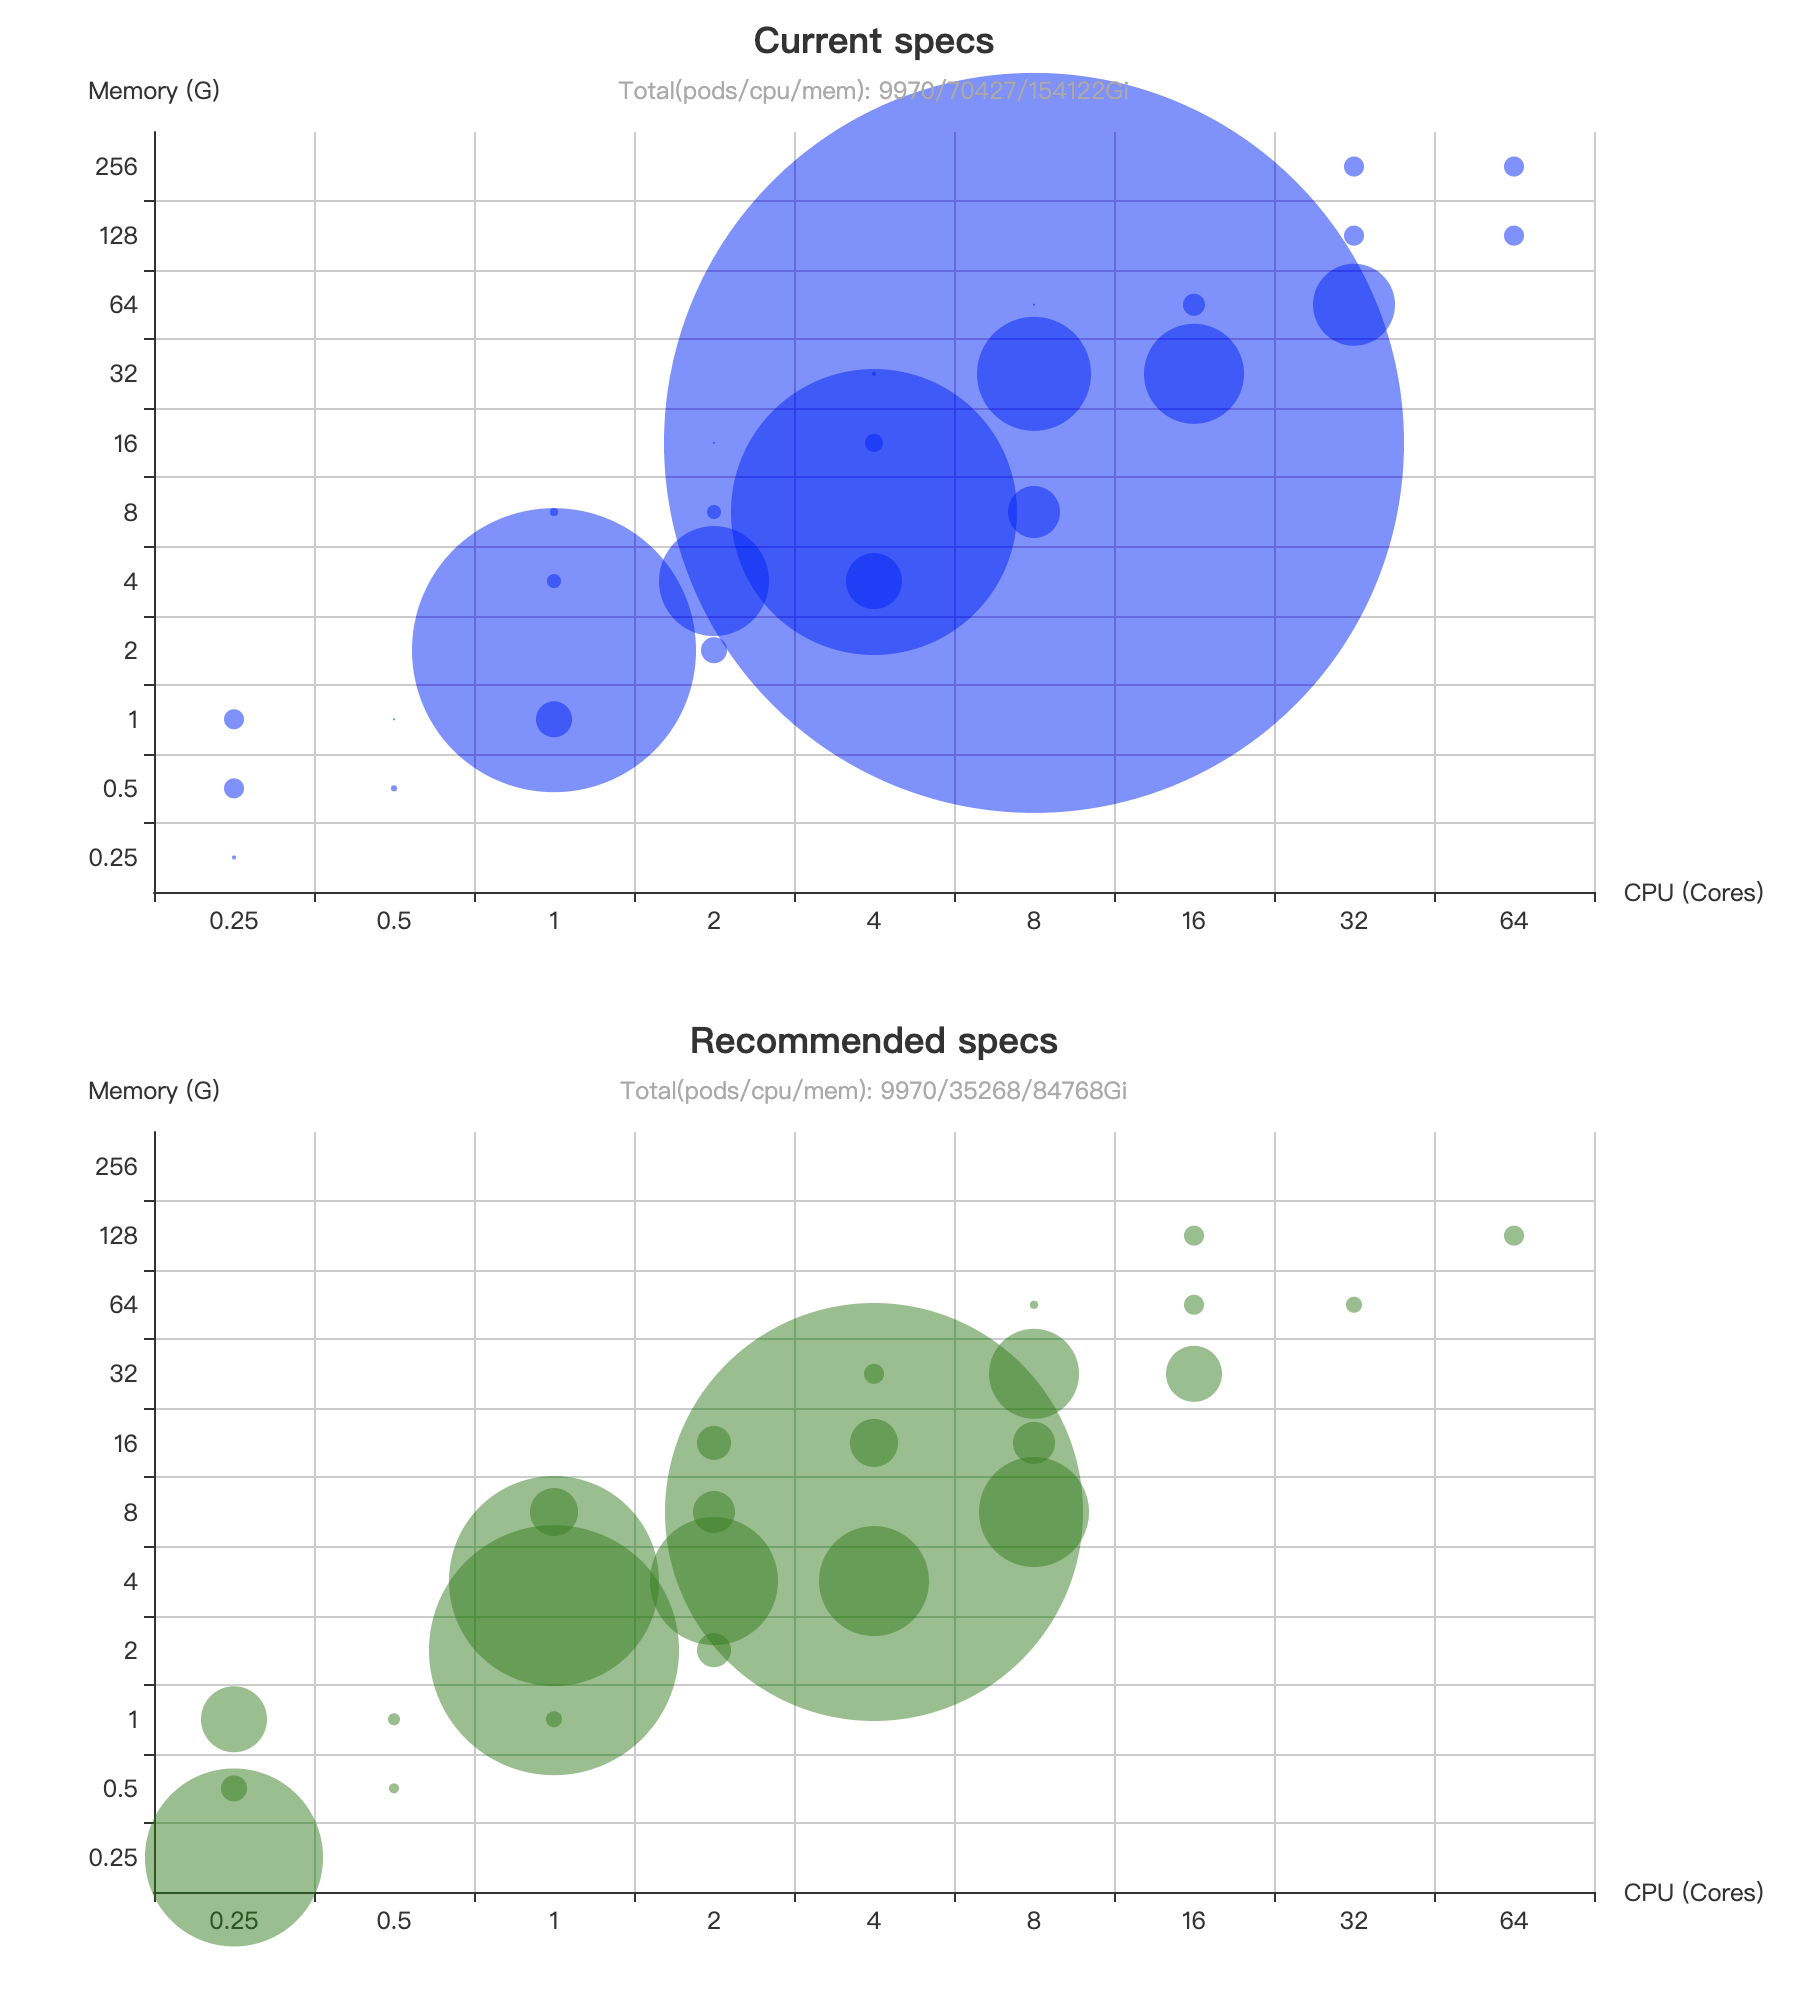 Current specs
Memory (G)
Total(pods/cpu/mem): 9970/70427/154122Gi
256
128
64
32
16
8
4
2
1
0.5
0.25
CPU (Cores)
0.25 0.5 1 2 4 8 16 32 64
Recommended specs
Memory (G)
Total(pods/cpu/mem): 9970/35268/84768Gi
256
128
64
32
16
8
4
2
1
0.5
0.25
CPU (Cores)
0.25 0.5 1 2 4 8 16 32 64